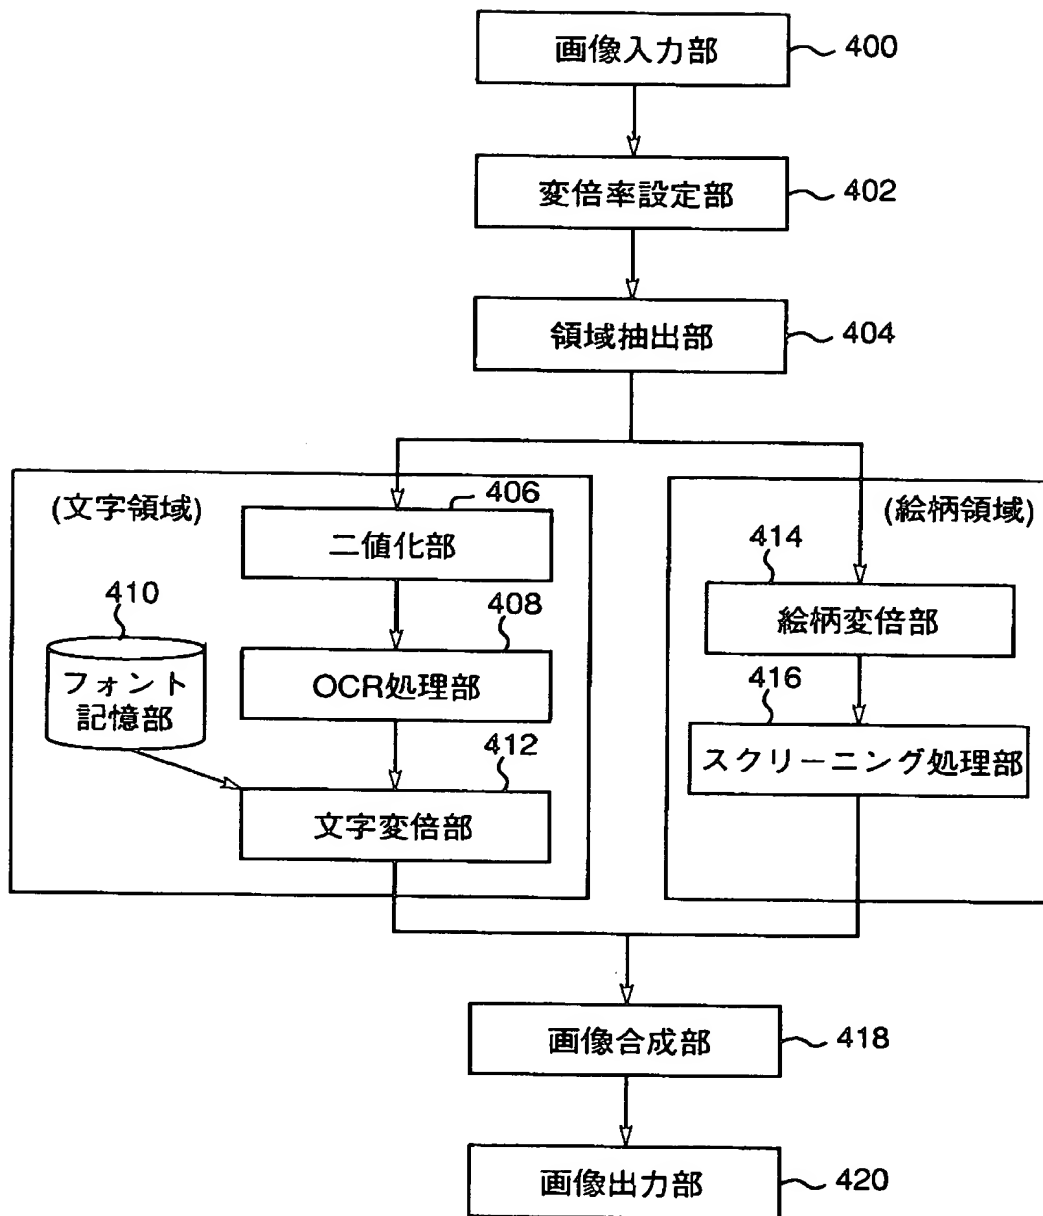 画像入力部 400
変倍率設定部 402
領域抽出部 404
(文字領域)
406
二値化部
410
フォント
記憶部
408
OCR処理部
412
文字変倍部
(絵柄領域)
414
絵柄変倍部
416
スクリーニング処理部
画像合成部 418
画像出力部 420